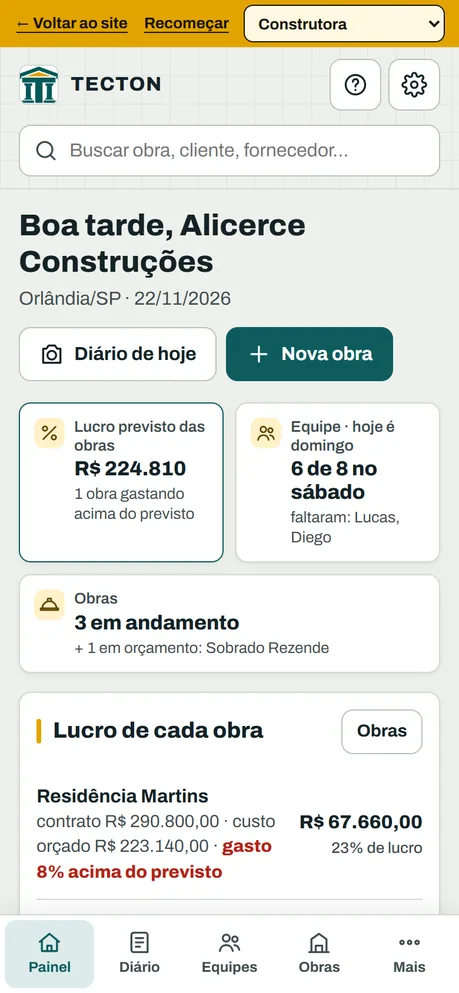 ← Voltar ao site Recomeçar Construtora
TECTON
Buscar obra, cliente, fornecedor...
Boa tarde, Alicerce
Construções
Orlândia/SP · 22/11/2026
Diário de hoje
Nova obra
Lucro previsto das
obras
R$ 224.810
1 obra gastando
acima do previsto
Equipe · hoje é
domingo
6 de 8 no
sábado
faltaram: Lucas,
Diego
Obras
3 em andamento
+ 1 em orçamento: Sobrado Rezende
Lucro de cada obra
Obras
Residência Martins
contrato R$ 290.800,00 · custo
orçado R$ 223.140,00 · gasto
8% acima do previsto
R$ 67.660,00
23% de lucro
Painel
Diário
Equipes
Obras
Mais